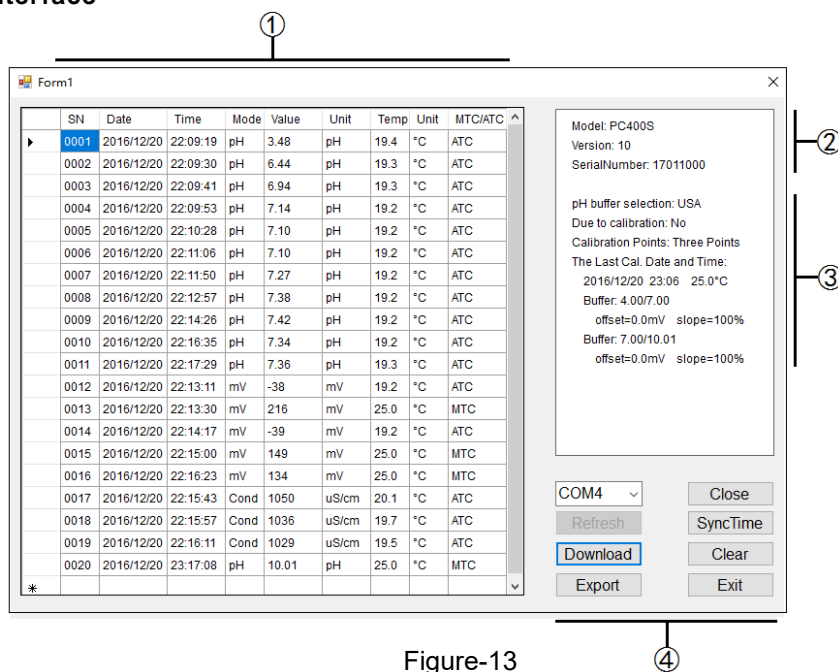 ①
Form1
SN Date Time Mode Value Unit Temp Unit MTC/ATC
0001 2016/12/20 22:09:19 pH 3.48 pH 19.4 °C ATC
0002 2016/12/20 22:09:30 pH 6.44 pH 19.3 °C ATC
0003 2016/12/20 22:09:41 pH 6.94 pH 19.3 °C ATC
0004 2016/12/20 22:09:53 pH 7.14 pH 19.2 °C ATC
0005 2016/12/20 22:10:28 pH 7.10 pH 19.2 °C ATC
0006 2016/12/20 22:11:06 pH 7.10 pH 19.2 °C ATC
0007 2016/12/20 22:11:50 pH 7.27 pH 19.2 °C ATC
0008 2016/12/20 22:12:57 pH 7.38 pH 19.2 °C ATC
0009 2016/12/20 22:14:26 pH 7.42 pH 19.2 °C ATC
0010 2016/12/20 22:16:35 pH 7.34 pH 19.2 °C ATC
0011 2016/12/20 22:17:29 pH 7.36 pH 19.3 °C ATC
0012 2016/12/20 22:13:11 mV -38 mV 19.2 °C ATC
0013 2016/12/20 22:13:30 mV 216 mV 25.0 °C MTC
0014 2016/12/20 22:14:17 mV -39 mV 19.2 °C ATC
0015 2016/12/20 22:15:00 mV 149 mV 25.0 °C MTC
0016 2016/12/20 22:16:23 mV 134 mV 25.0 °C MTC
0017 2016/12/20 22:15:43 Cond 1050 uS/cm 20.1 °C ATC
0018 2016/12/20 22:15:57 Cond 1036 uS/cm 19.7 °C ATC
0019 2016/12/20 22:16:11 Cond 1029 uS/cm 19.5 °C ATC
0020 2016/12/20 23:17:08 pH 10.01 pH 25.0 °C MTC
Model: PC400S
Version: 10
SerialNumber: 17011000
②
pH buffer selection: USA
Due to calibration: No
Calibration Points: Three Points
The Last Cal. Date and Time:
2016/12/20 23:06 25.0°C
Buffer: 4.00/7.00
offset=0.0mV slope=100%
Buffer: 7.00/10.01
offset=0.0mV slope=100%
③
COM4 Close
Refresh SyncTime
Download Clear
Export Exit
④
Figure-13